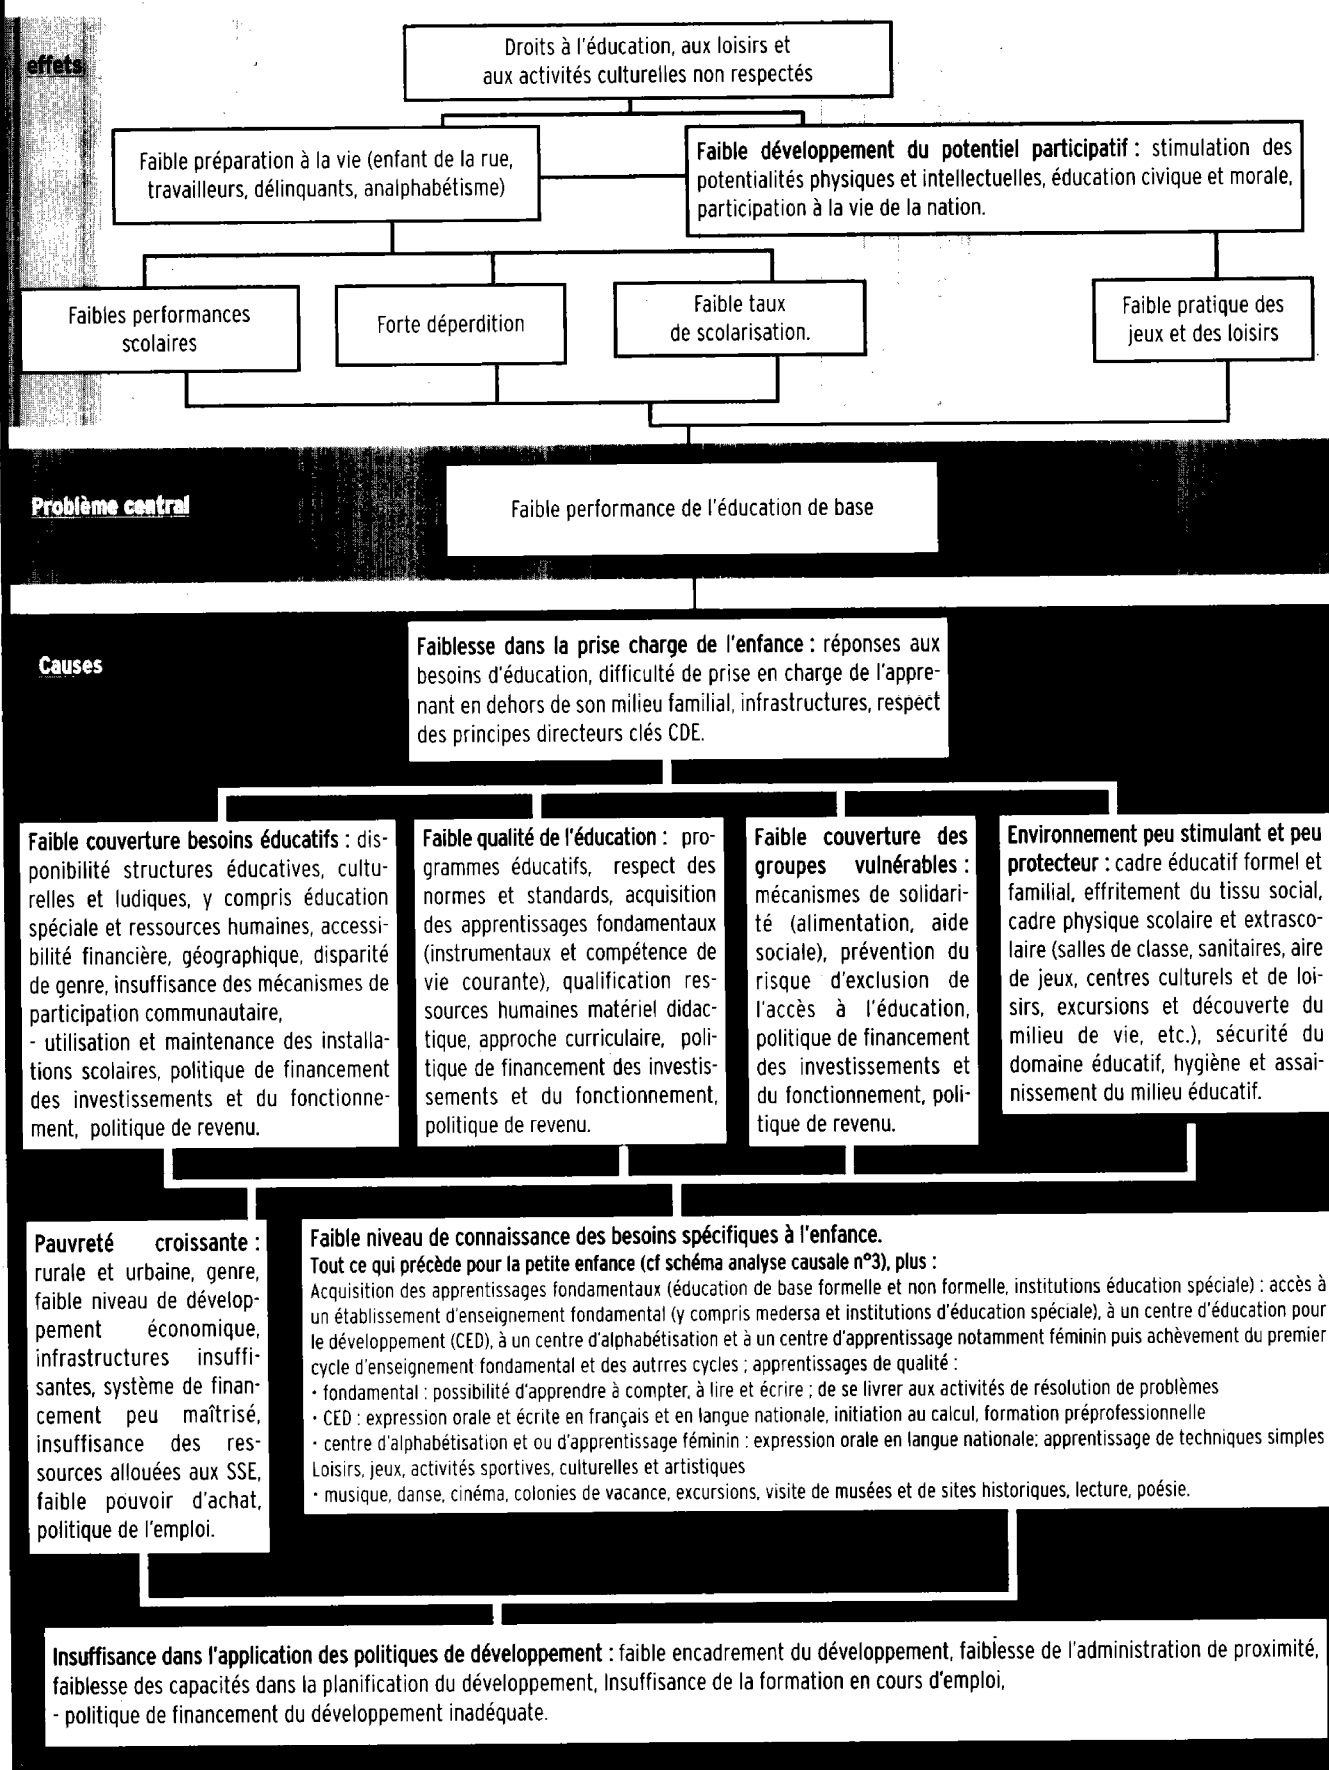 effets
Droits à l'éducation, aux loisirs et
aux activités culturelles non respectés
Faible préparation à la vie (enfant de la rue,
travailleurs, délinquants, analphabétisme)
Faible développement du potentiel participatif : stimulation des
potentialités physiques et intellectuelles, éducation civique et morale,
participation à la vie de la nation.
Faibles performances
scolaires
Forte déperdition
Faible taux
de scolarisation.
Faible pratique des
jeux et des loisirs
Problème central
Faible performance de l'éducation de base
Causes
Faiblesse dans la prise charge de l'enfance : réponses aux
besoins d'éducation, difficulté de prise en charge de l'appre-
nant en dehors de son milieu familial, infrastructures, respect
des principes directeurs clés CDE.
Faible couverture besoins éducatifs : dis-
ponibilité structures éducatives, cultu-
relles et ludiques, y compris éducation
spéciale et ressources humaines, accessi-
bilité financière, géographique, disparité
de genre, insuffisance des mécanismes de
participation communautaire,
- utilisation et maintenance des installa-
tions scolaires, politique de financement
des investissements et du fonctionne-
ment, politique de revenu.
Faible qualité de l'éducation : pro-
grammes éducatifs, respect des
normes et standards, acquisition
des apprentissages fondamentaux
(instrumentaux et compétence de
vie courante), qualification res-
sources humaines matériel didac-
tique, approche curriculaire, poli-
tique de financement des investis-
sements et du fonctionnement,
politique de revenu.
Faible couverture des
groupes vulnérables :
mécanismes de solidari-
té (alimentation, aide
sociale), prévention du
risque d'exclusion de
l'accès à l'éducation,
politique de financement
des investissements et
du fonctionnement, poli-
tique de revenu.
Environnement peu stimulant et peu
protecteur : cadre éducatif formel et
familial, effritement du tissu social,
cadre physique scolaire et extrasco-
laire (salles de classe, sanitaires, aire
de jeux, centres culturels et de loi-
sirs, excursions et découverte du
milieu de vie, etc.), sécurité du
domaine éducatif, hygiène et assai-
nissement du milieu éducatif.
Pauvreté croissante :
rurale et urbaine, genre,
faible niveau de dévelop-
pement économique,
infrastructures insuffi-
santes, système de finan-
cement peu maîtrisé,
insuffisance des res-
sources allouées aux SSE,
faible pouvoir d'achat,
politique de l'emploi.
Faible niveau de connaissance des besoins spécifiques à l'enfance.
Tout ce qui précède pour la petite enfance (cf schéma analyse causale n°3), plus :
Acquisition des apprentissages fondamentaux (éducation de base formelle et non formelle, institutions éducation spéciale) : accès à
un établissement d'enseignement fondamental (y compris medersa et institutions d'éducation spéciale), à un centre d'éducation pour
le développement (CED), à un centre d'alphabétisation et à un centre d'apprentissage notamment féminin puis achèvement du premier
cycle d'enseignement fondamental et des autrres cycles ; apprentissages de qualité :
• fondamental : possibilité d'apprendre à compter, à lire et écrire ; de se livrer aux activités de résolution de problèmes
• CED : expression orale et écrite en français et en langue nationale, initiation au calcul, formation préprofessionnelle
• centre d'alphabétisation et ou d'apprentissage féminin : expression orale en langue nationale; apprentissage de techniques simples
Loisirs, jeux, activités sportives, culturelles et artistiques
• musique, danse, cinéma, colonies de vacance, excursions, visite de musées et de sites historiques, lecture, poésie.
Insuffisance dans l'application des politiques de développement : faible encadrement du développement, faiblesse de l'administration de proximité,
faiblesse des capacités dans la planification du développement, Insuffisance de la formation en cours d'emploi,
- politique de financement du développement inadéquate.